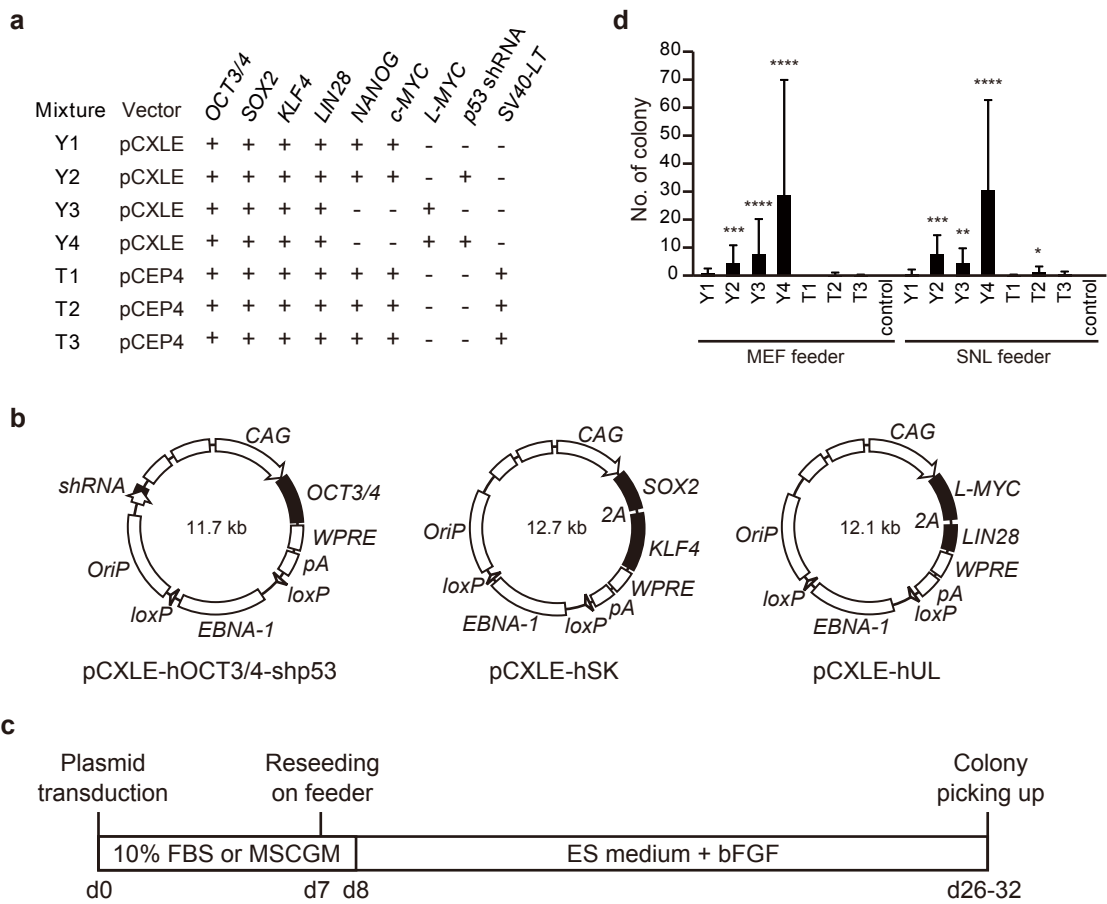 a
OCT3/4 SOX2 KLF4 LIN28 NANOG c-MYC L-MYC p53 shRNA SV40-LT
Mixture Vector
Y1 pCXLE + + + + + + - - -
Y2 pCXLE + + + + + + - + -
Y3 pCXLE + + + + - - + - -
Y4 pCXLE + + + + - - + + -
T1 pCEP4 + + + + + + - - +
T2 pCEP4 + + + + + + - - +
T3 pCEP4 + + + + + + - - +
d
No. of colony
80
70
60
50
40
30
20
10
0
*** **** **** *** ** **** *
Y1 Y2 Y3 Y4 T1 T2 T3 control Y1 Y2 Y3 Y4 T1 T2 T3 control
MEF feeder SNL feeder
b
CAG
OCT3/4
WPRE
pA
loxP
EBNA-1
loxP
OriP
shRNA
11.7 kb
pCXLE-hOCT3/4-shp53
CAG
SOX2
2A
KLF4
WPRE
pA
loxP
EBNA-1
loxP
OriP
12.7 kb
pCXLE-hSK
CAG
L-MYC
2A
LIN28
WPRE
pA
loxP
EBNA-1
loxP
OriP
12.1 kb
pCXLE-hUL
c
Plasmid
transduction
Reseeding
on feeder
Colony
picking up
10% FBS or MSCGM ES medium + bFGF
d0 d7 d8 d26-32